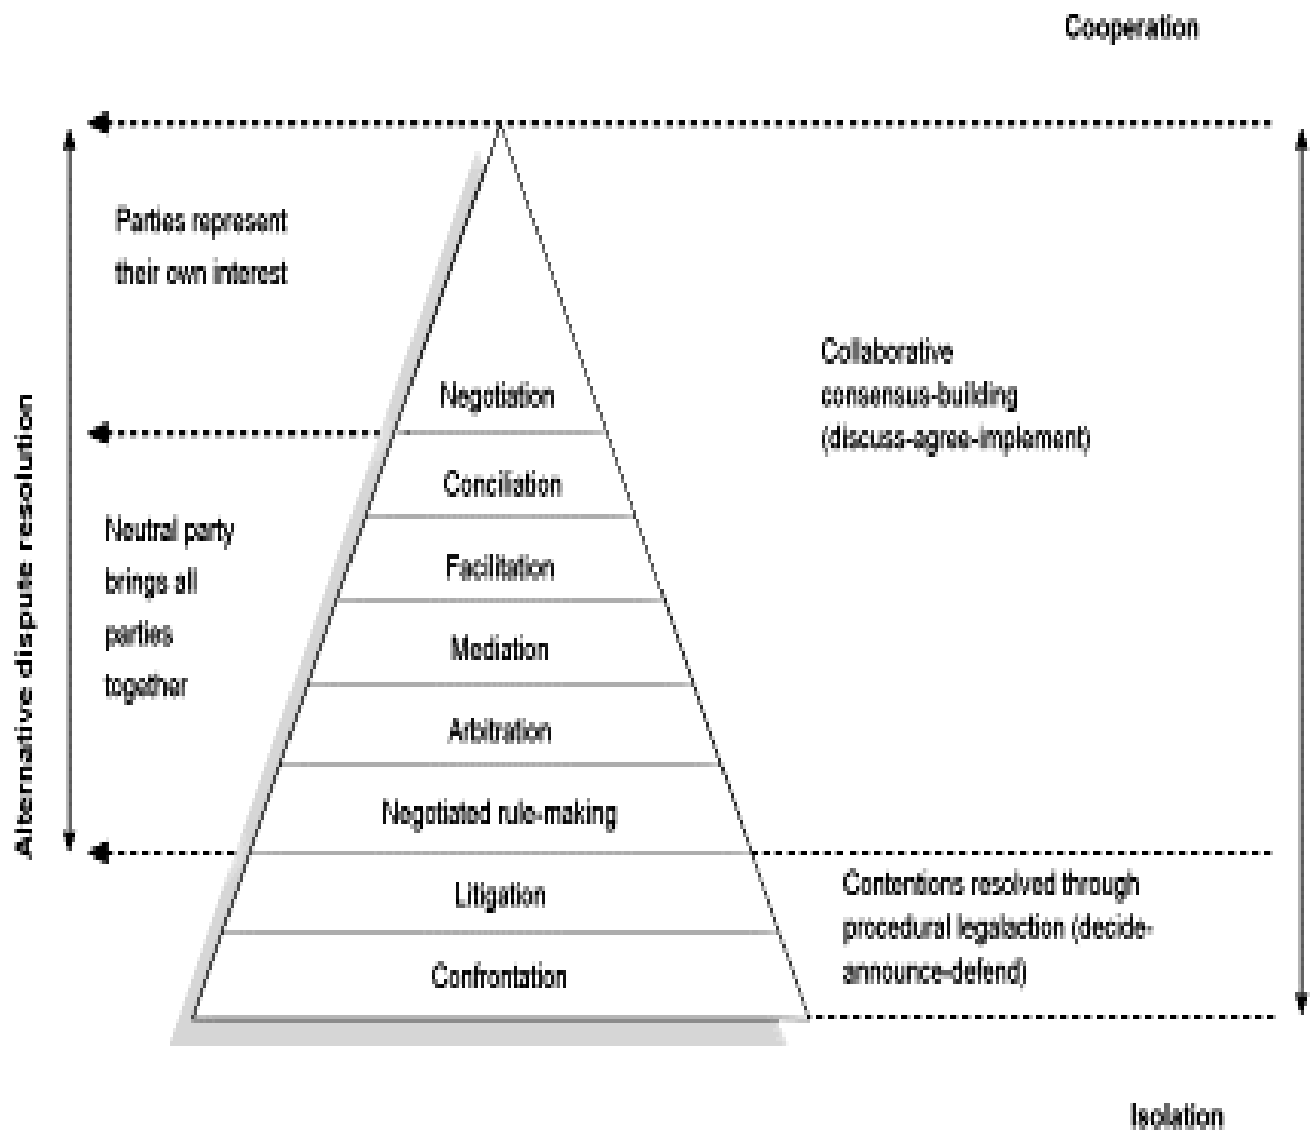 Cooperation
Parties represent
their own interest
Collaborative
consensus-building
(discuss-agree-implement)
Negotiation
Conciliation
Alternative dispute resolution
Neutral party
brings all
parties
together
Facilitation
Mediation
Arbitration
Negotiated rule-making
Litigation
Contentions resolved through
procedural legalaction (decide-
announce-defend)
Confrontation
Isolation